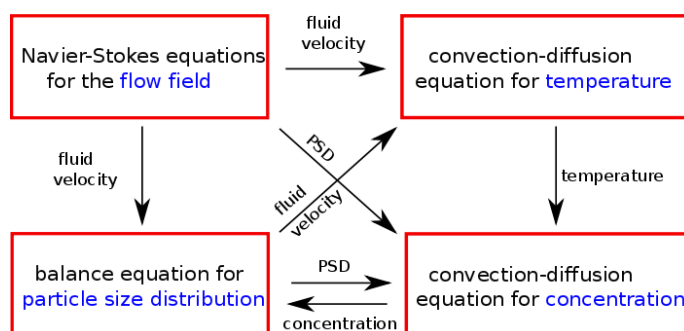 Navier-Stokes equations
for the flow field
fluid
velocity
convection-diffusion
equation for temperature
fluid
velocity
PSD
fluid
velocity
temperature
balance equation for
particle size distribution
PSD
concentration
convection-diffusion
equation for concentration